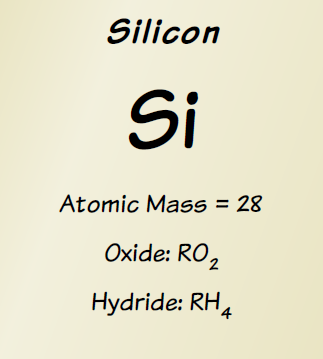 Silicon
Si
Atomic Mass = 28
Oxide: RO₂
Hydride: RH₄